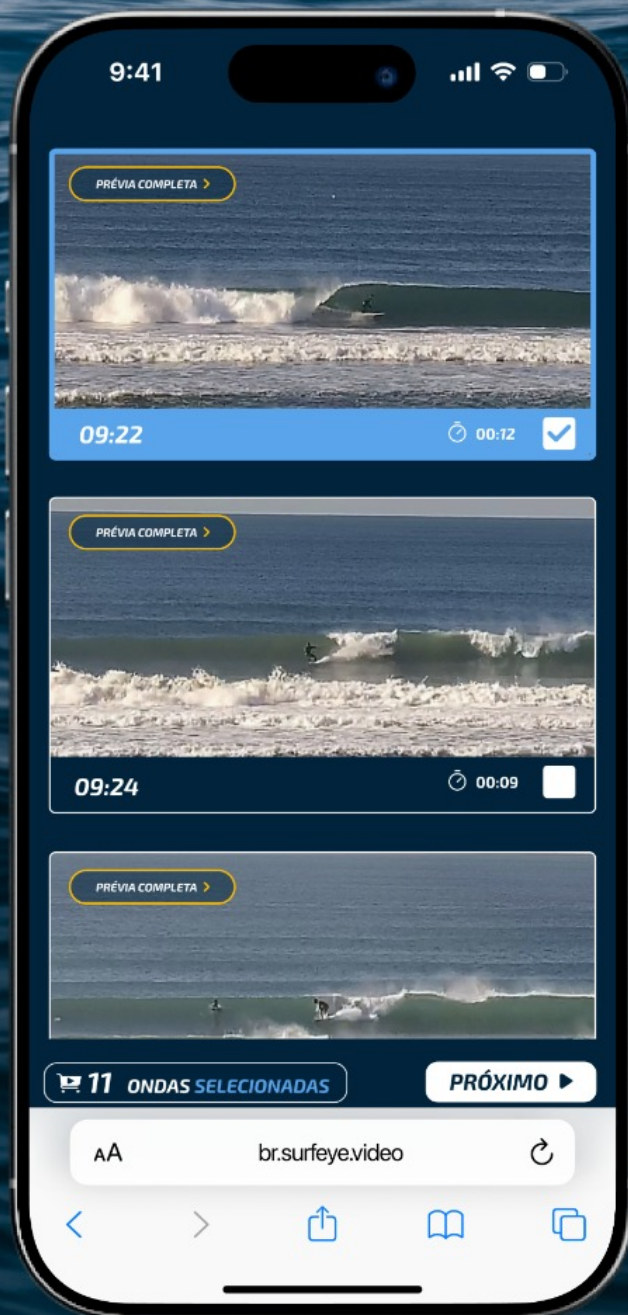 9:41
PRÉVIA COMPLETA >
09:22 00:12
PRÉVIA COMPLETA >
09:24 00:09
PRÉVIA COMPLETA >
11 ONDAS SELECIONADAS PRÓXIMO
AA br.surfeye.video